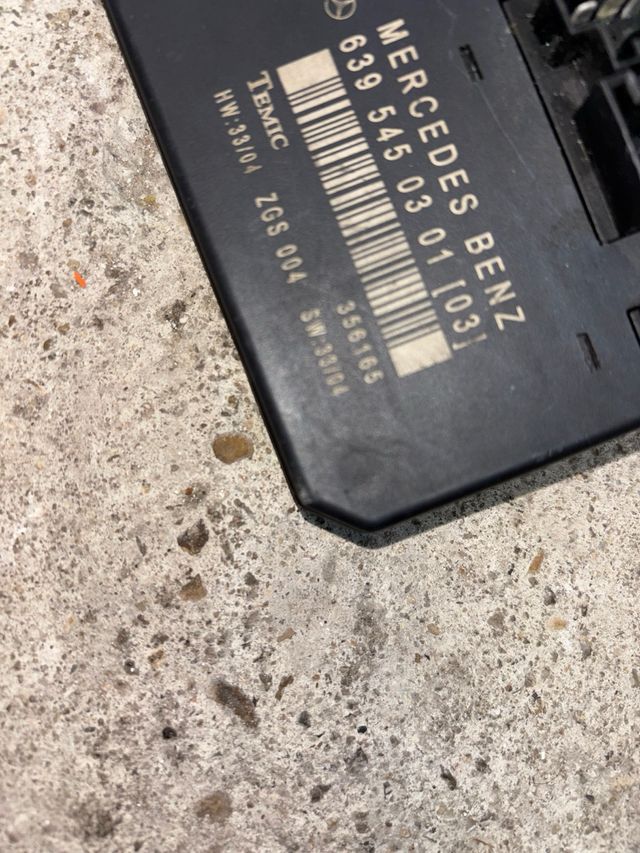 MERCEDES BENZ
639 545 03 01 [03]
TEMIC
356165
HW:33/04 ZGS 004 SW:33/04